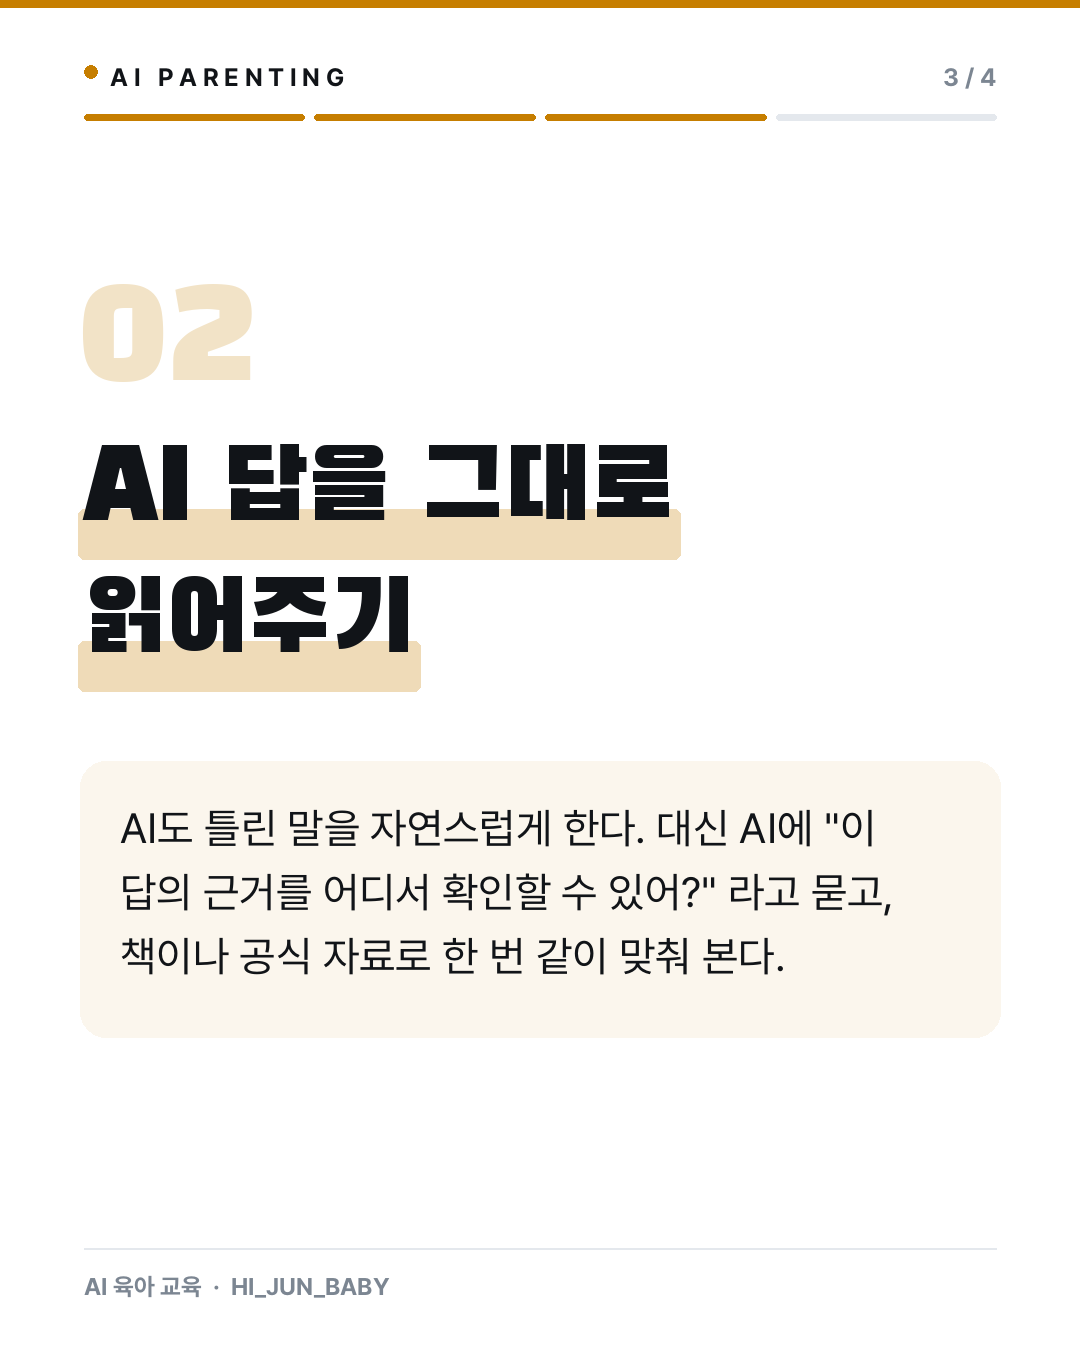 AI PARENTING
3 / 4
02
AI 답을 그대로
읽어주기
AI도 틀린 말을 자연스럽게 한다. 대신 AI에 "이
답의 근거를 어디서 확인할 수 있어?" 라고 묻고,
책이나 공식 자료로 한 번 같이 맞춰 본다.
AI 육아 교육 · HI_JUN_BABY